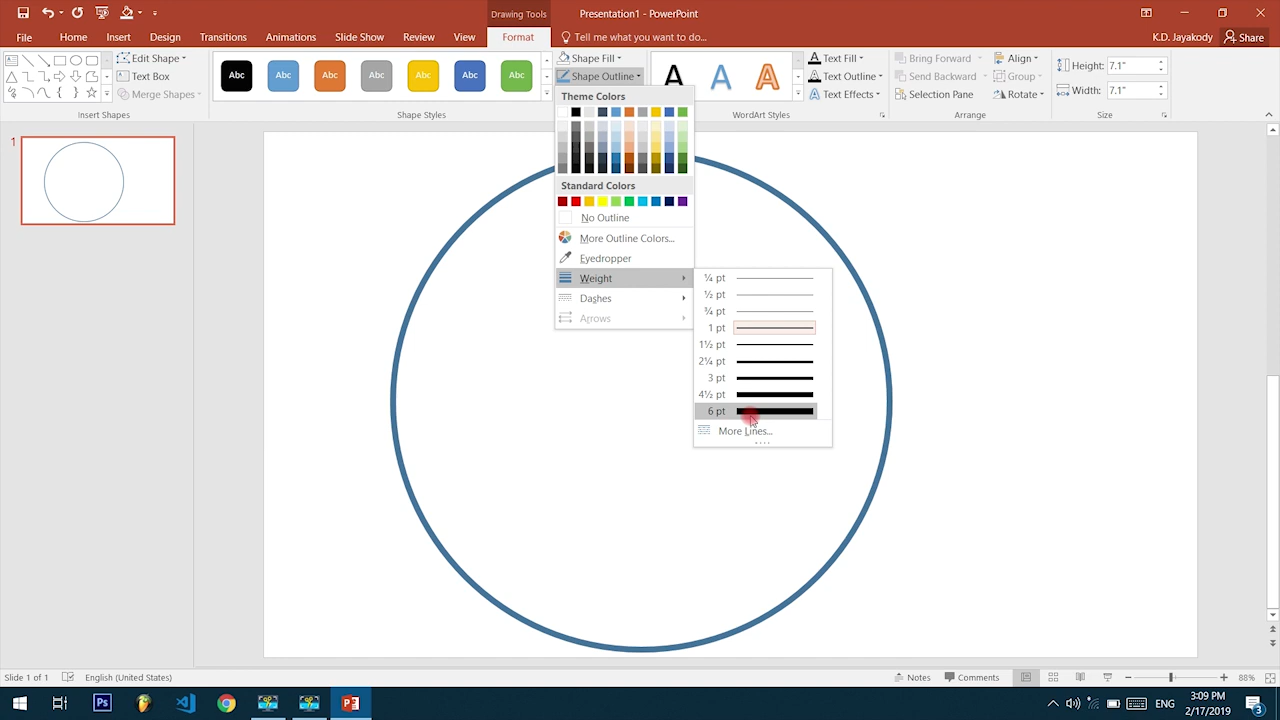 Drawing Tools
Presentation1 - PowerPoint
File
Home
Insert
Design
Transitions
Animations
Slide Show
Review
View
Format
Tell me what you want to do...
K.D. Jayakody
Share
Edit Shape
Text Box
Merge Shapes
Insert Shapes
Abc
Abc
Abc
Abc
Abc
Abc
Abc
Shape Styles
Shape Fill
Shape Outline
A
A
A
WordArt Styles
Text Fill
Text Outline
Text Effects
Bring Forward
Send Backward
Selection Pane
Align
Group
Rotate
Arrange
Height: 7.1"
Width: 7.1"
Size
Theme Colors
Standard Colors
No Outline
More Outline Colors...
Eyedropper
Weight
Dashes
Arrows
¼ pt
½ pt
¾ pt
1 pt
1½ pt
2¼ pt
3 pt
4½ pt
6 pt
More Lines...
1
Slide 1 of 1
English (United States)
Notes
Comments
88%
Ps
ENG
3:09 PM
2/17/2019
3